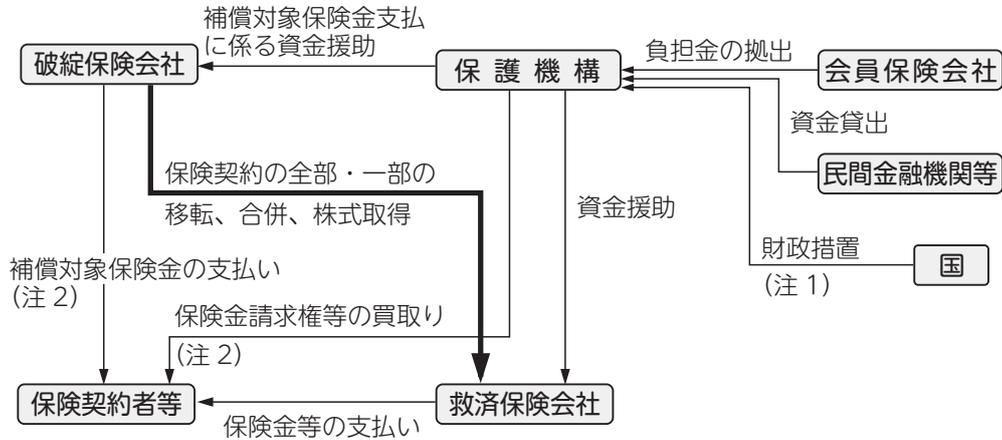 補償対象保険金支払
に係る資金援助
破綻保険会社
保護機構
負担金の拠出
会員保険会社
資金貸出
民間金融機関等
保険契約の全部・一部の
移転、合併、株式取得
資金援助
財政措置
(注1)
国
補償対象保険金の支払い
(注2)
保険金請求権等の買取り
(注2)
保険契約者等
救済保険会社
保険金等の支払い